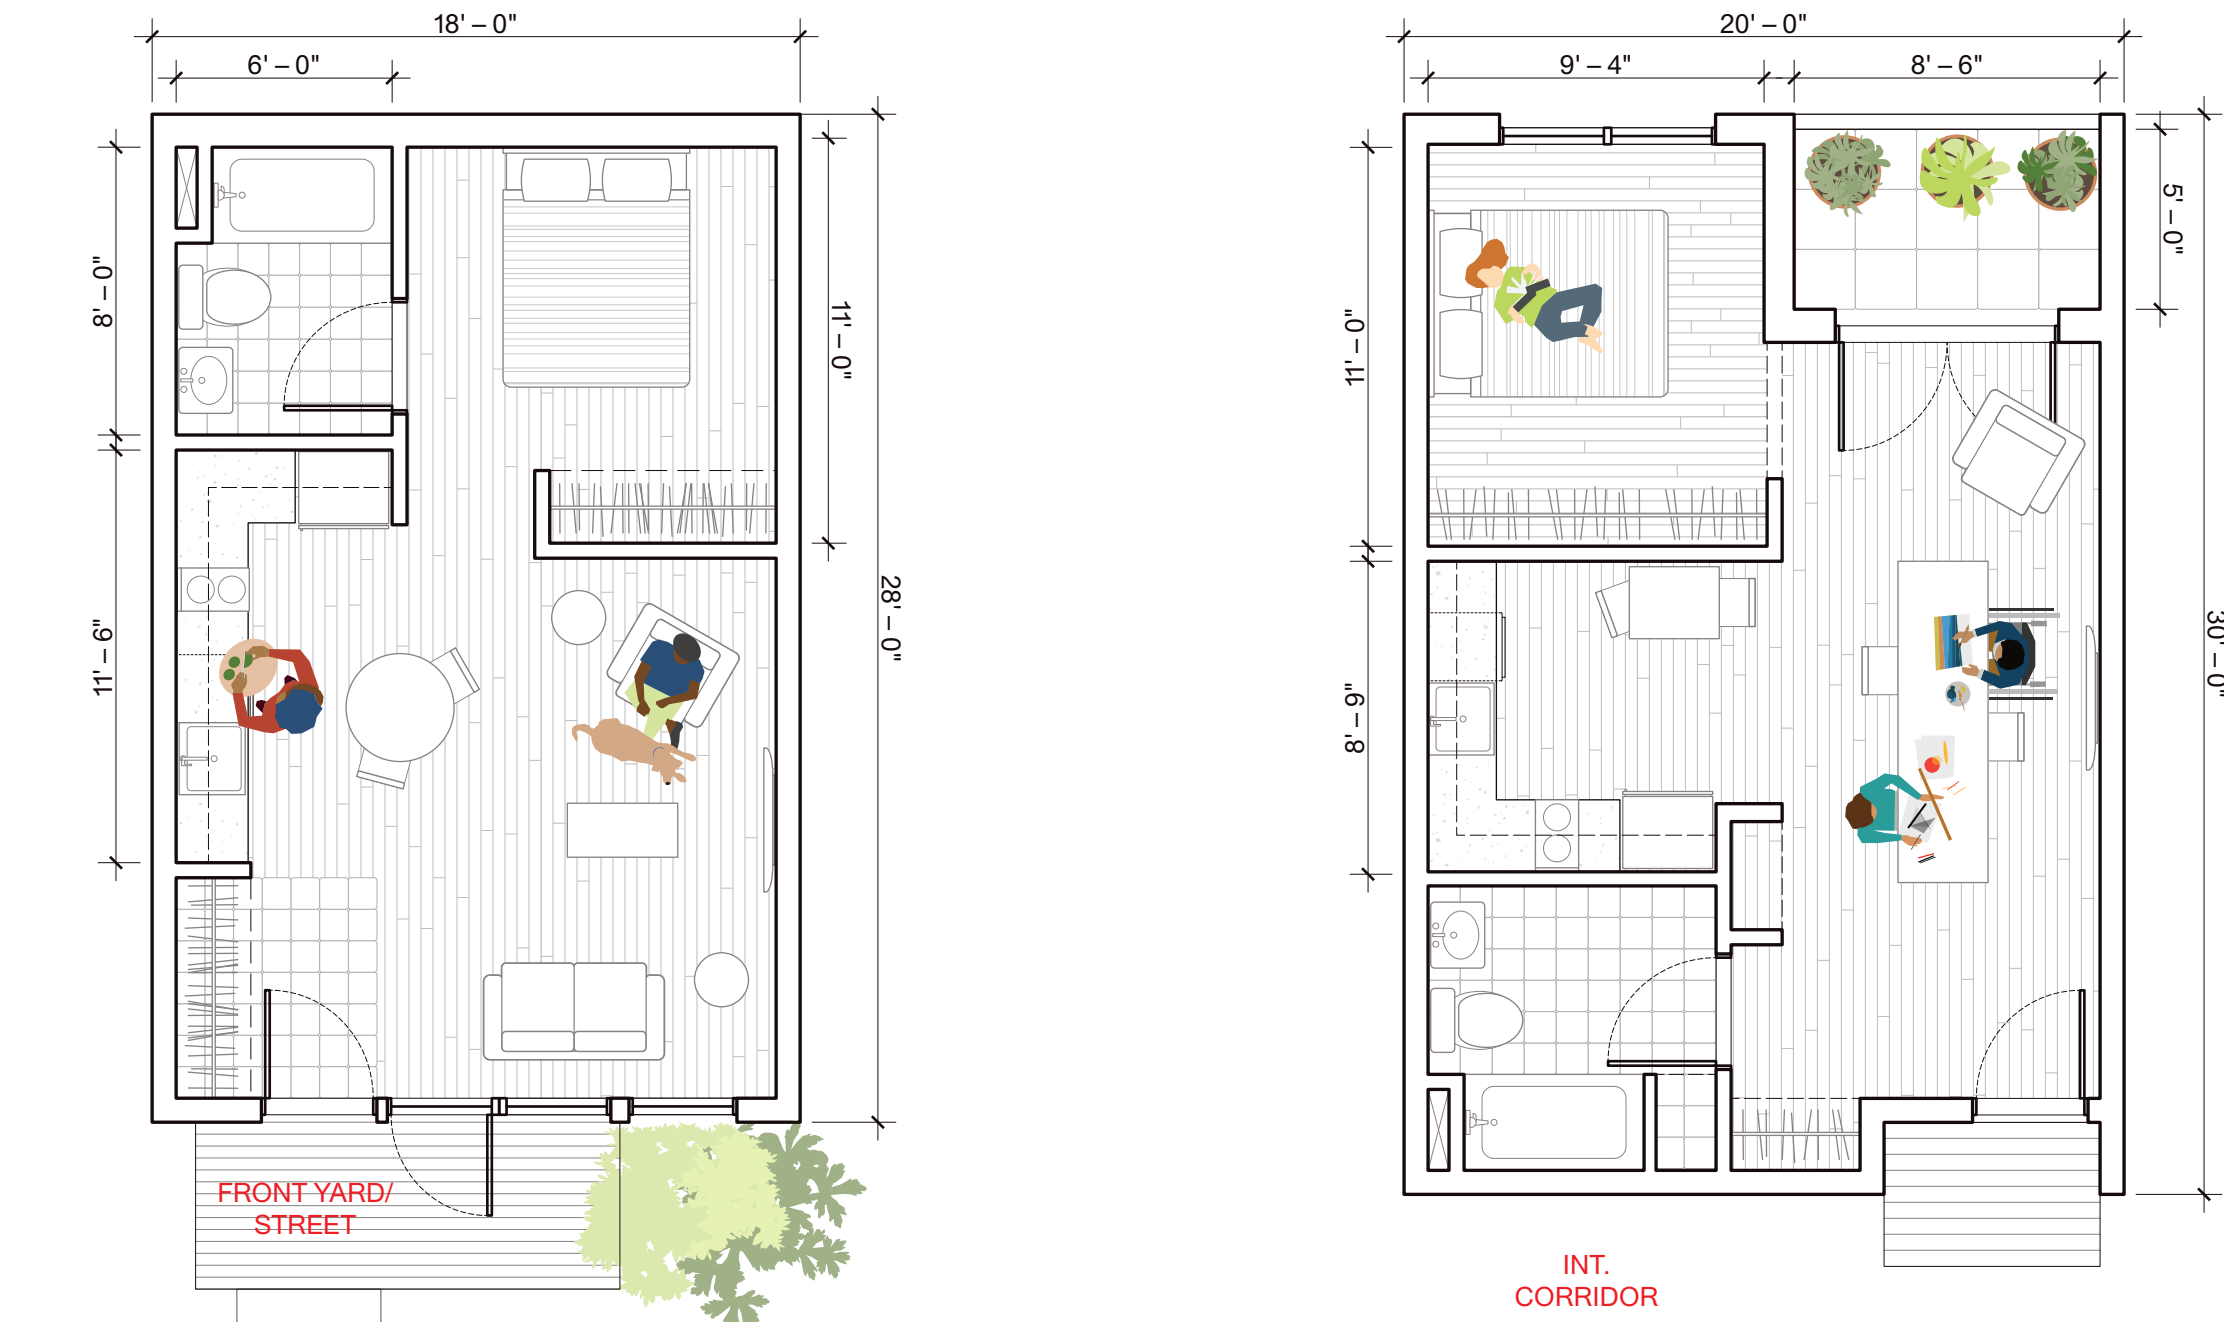 18' – 0"
6' – 0"
8' – 0"
11' – 0"
11' – 6"
28' – 0"
FRONT YARD/
STREET
20' – 0"
9' – 4"
8' – 6"
5' – 0"
11' – 0"
8' – 9"
30' – 0"
INT.
CORRIDOR